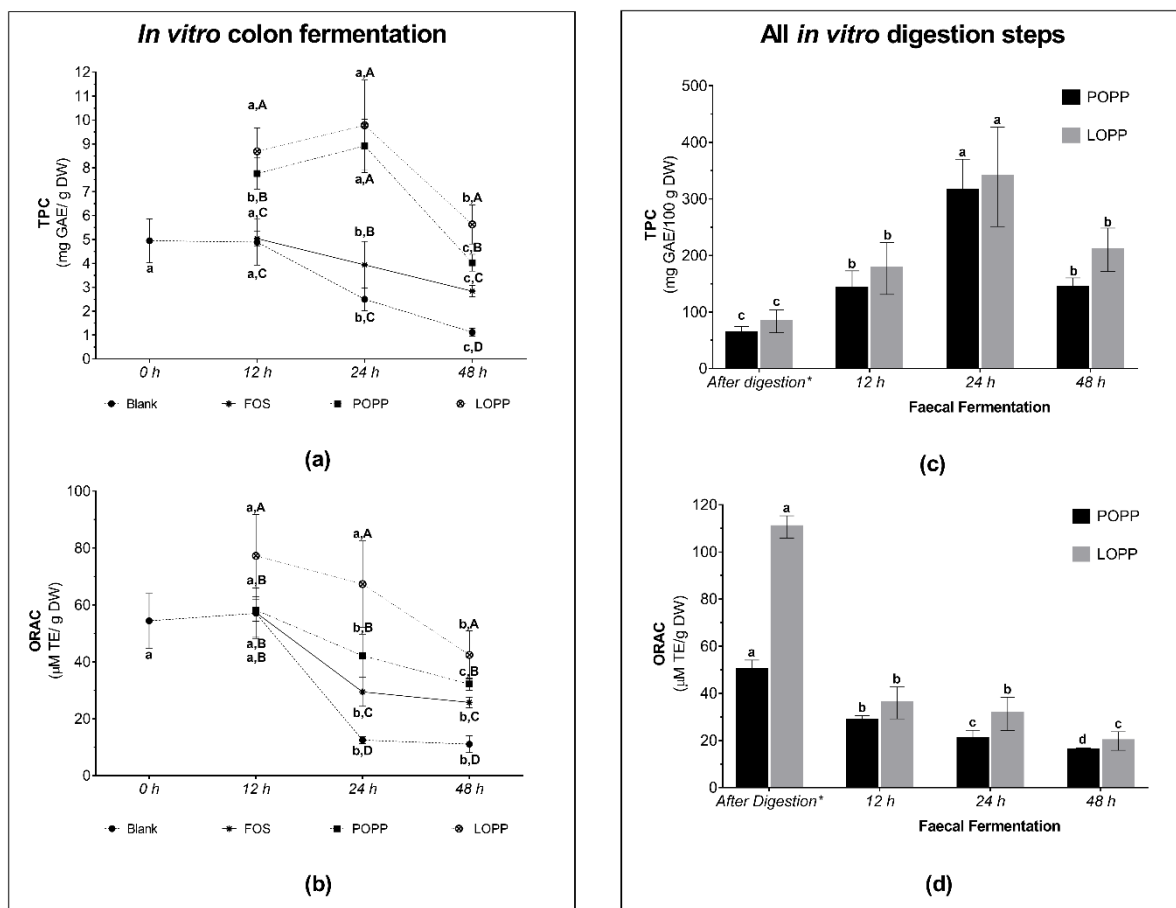 In vitro colon fermentation
12
11
10
9
8
7
6
5
4
3
2
1
0
TPC
(mg GAE/ g DW)
a
a,A
b,B
a,C
a,C
a,A
a,A
b,B
b,C
b,A
c,B
c,C
c,D
0 h
12 h
24 h
48 h
Blank
FOS
POPP
LOPP
(a)
100
80
60
40
20
0
ORAC
(µM TE/g DW)
a
a,A
a,B
a,B
a,B
a,A
b,B
b,C
b,D
b,A
c,B
b,C
b,D
0 h
12 h
24 h
48 h
Blank
FOS
POPP
LOPP
(b)
All in vitro digestion steps
500
400
300
200
100
0
TPC
(mg GAE/100 g DW)
POPP
LOPP
c
c
b
b
a
a
b
b
After digestion*
12 h
24 h
48 h
Faecal Fermentation
(c)
120
100
80
60
40
20
0
ORAC
(µM TE/g DW)
POPP
LOPP
a
a
b
b
c
b
d
c
After Digestion*
12 h
24 h
48 h
Faecal Fermentation
(d)